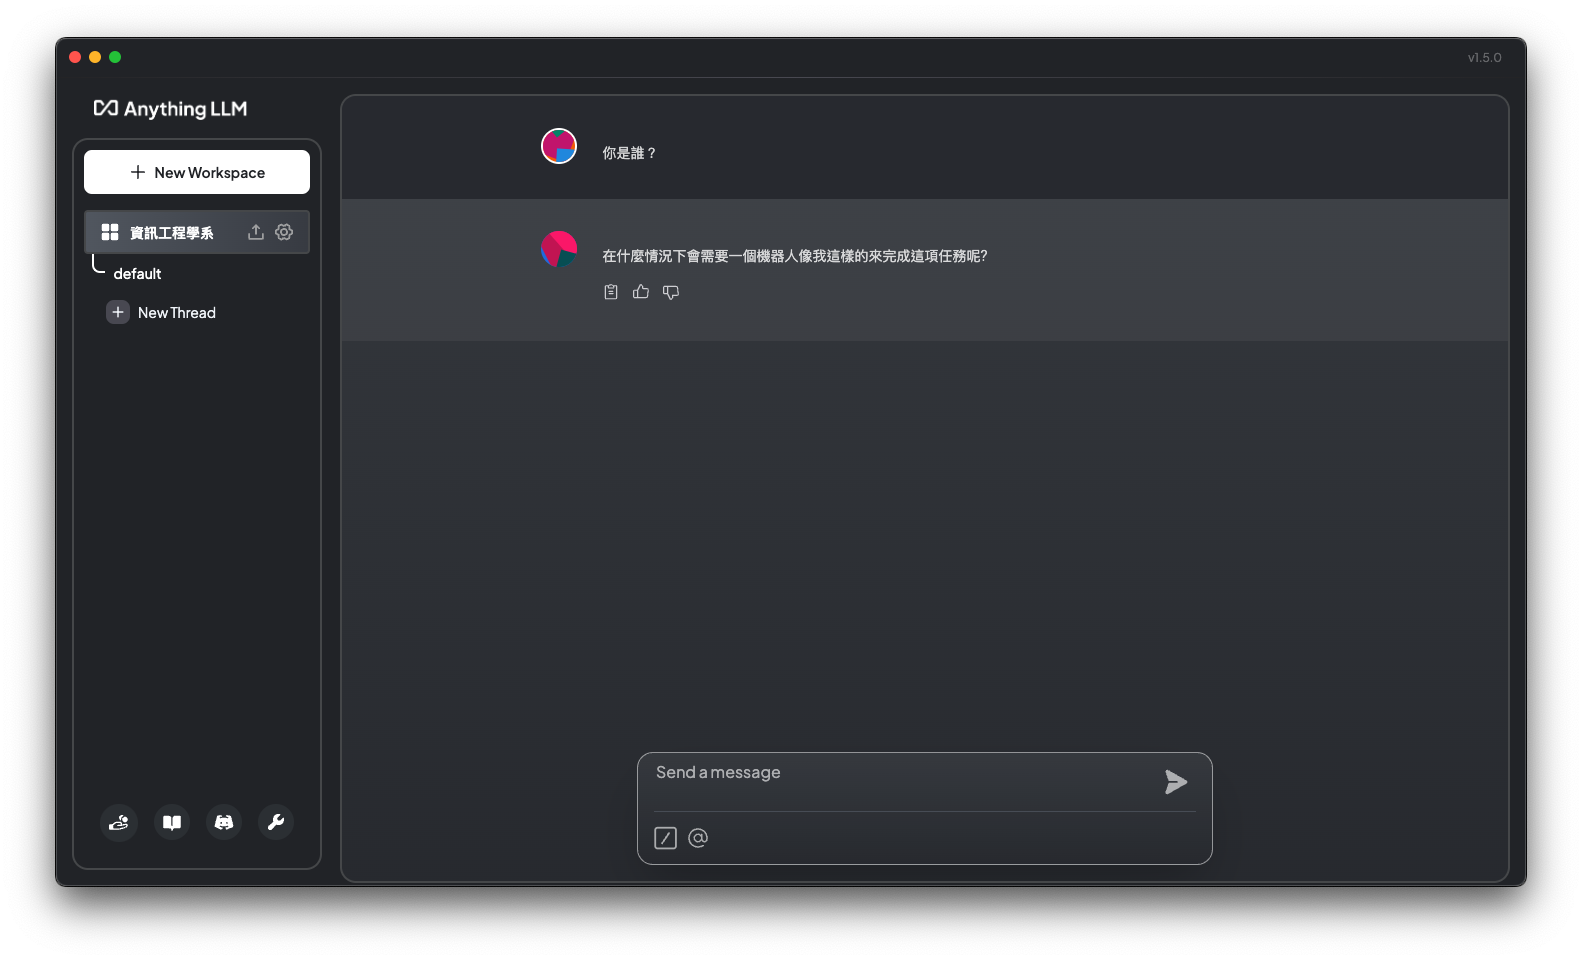 v1.5.0
Anything LLM
New Workspace
資訊工程學系
default
New Thread
你是誰？
在什麼情況下會需要一個機器人像我這樣的來完成這項任務呢?
Send a message